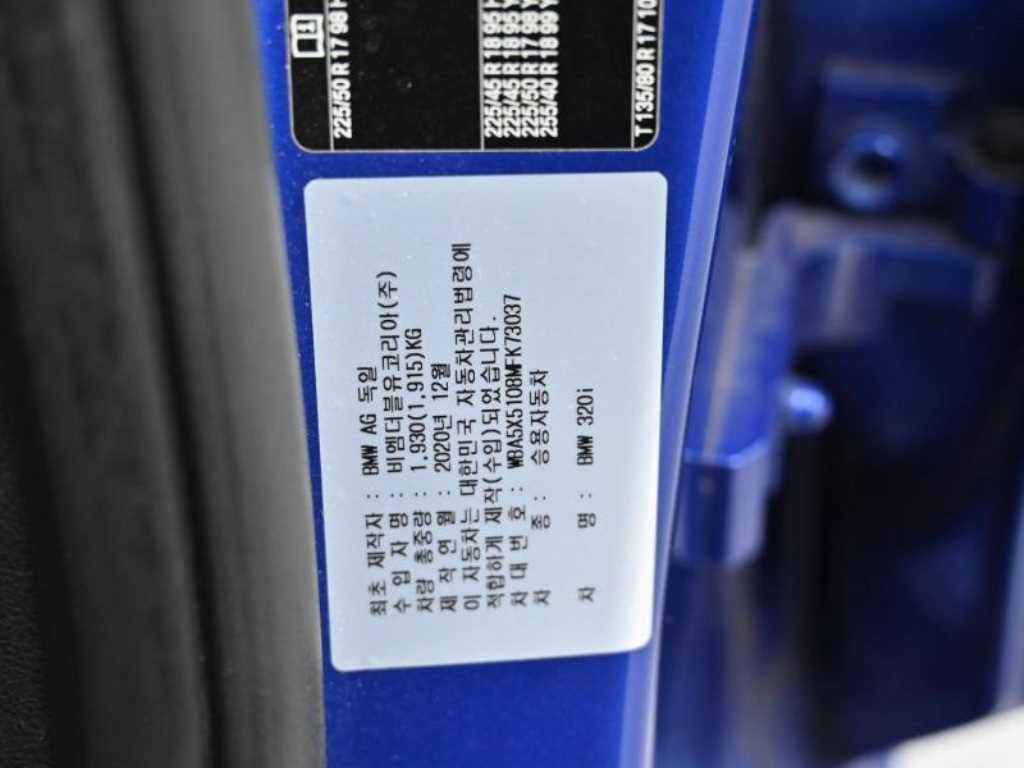 225/50 R 17 98
225/45 R 18 95
225/45 R 18 95 Y
225/50 R 17 98 Y
255/40 R 18 99 Y
T 135/80 R 17 10
최초 제작자 : BMW AG 독일
수 입 자 명 : 비엠더블유코리아(주)
차량 총중량 : 1,930(1,915)KG
제 작 연 월 : 2020년 12월
이 자동차는 대한민국 자동차관리법령에
적합하게 제작(수입)되었습니다.
차 대 번 호 : WBA5X5108MFK73037
차 종 : 승용자동차
차 명 : BMW 320i